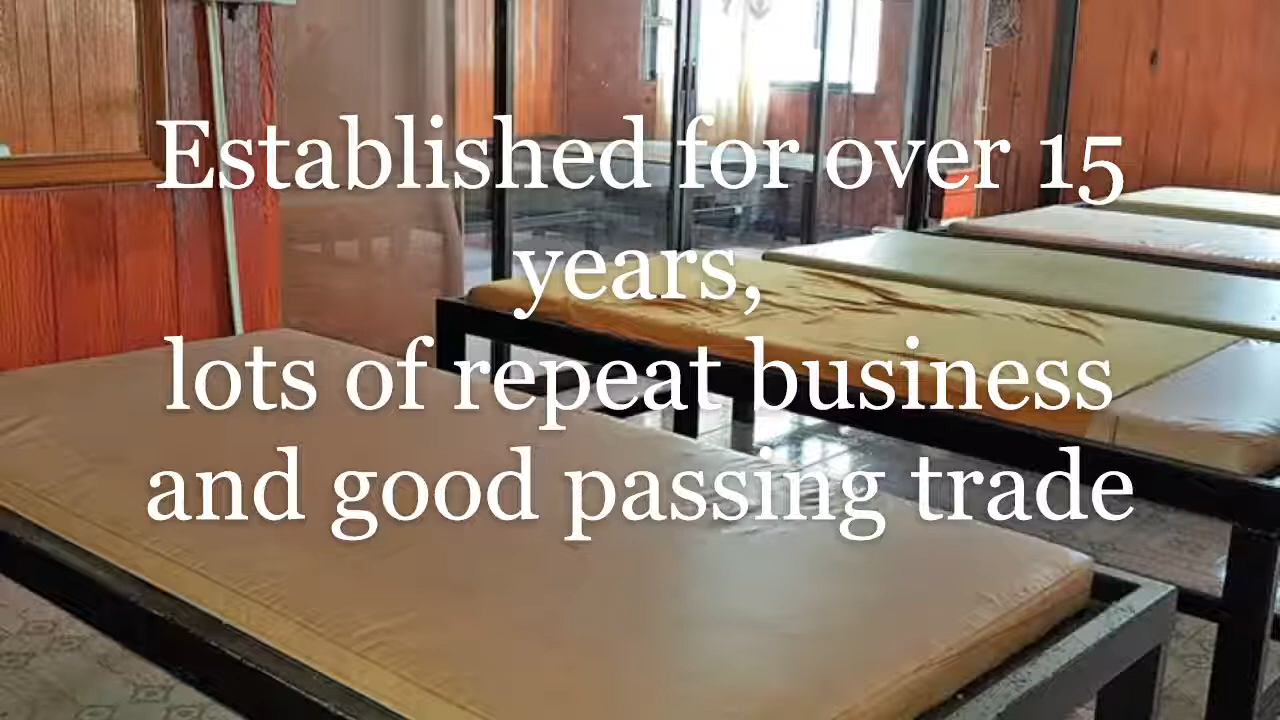 Established for over 15
years,
lots of repeat business
and good passing trade